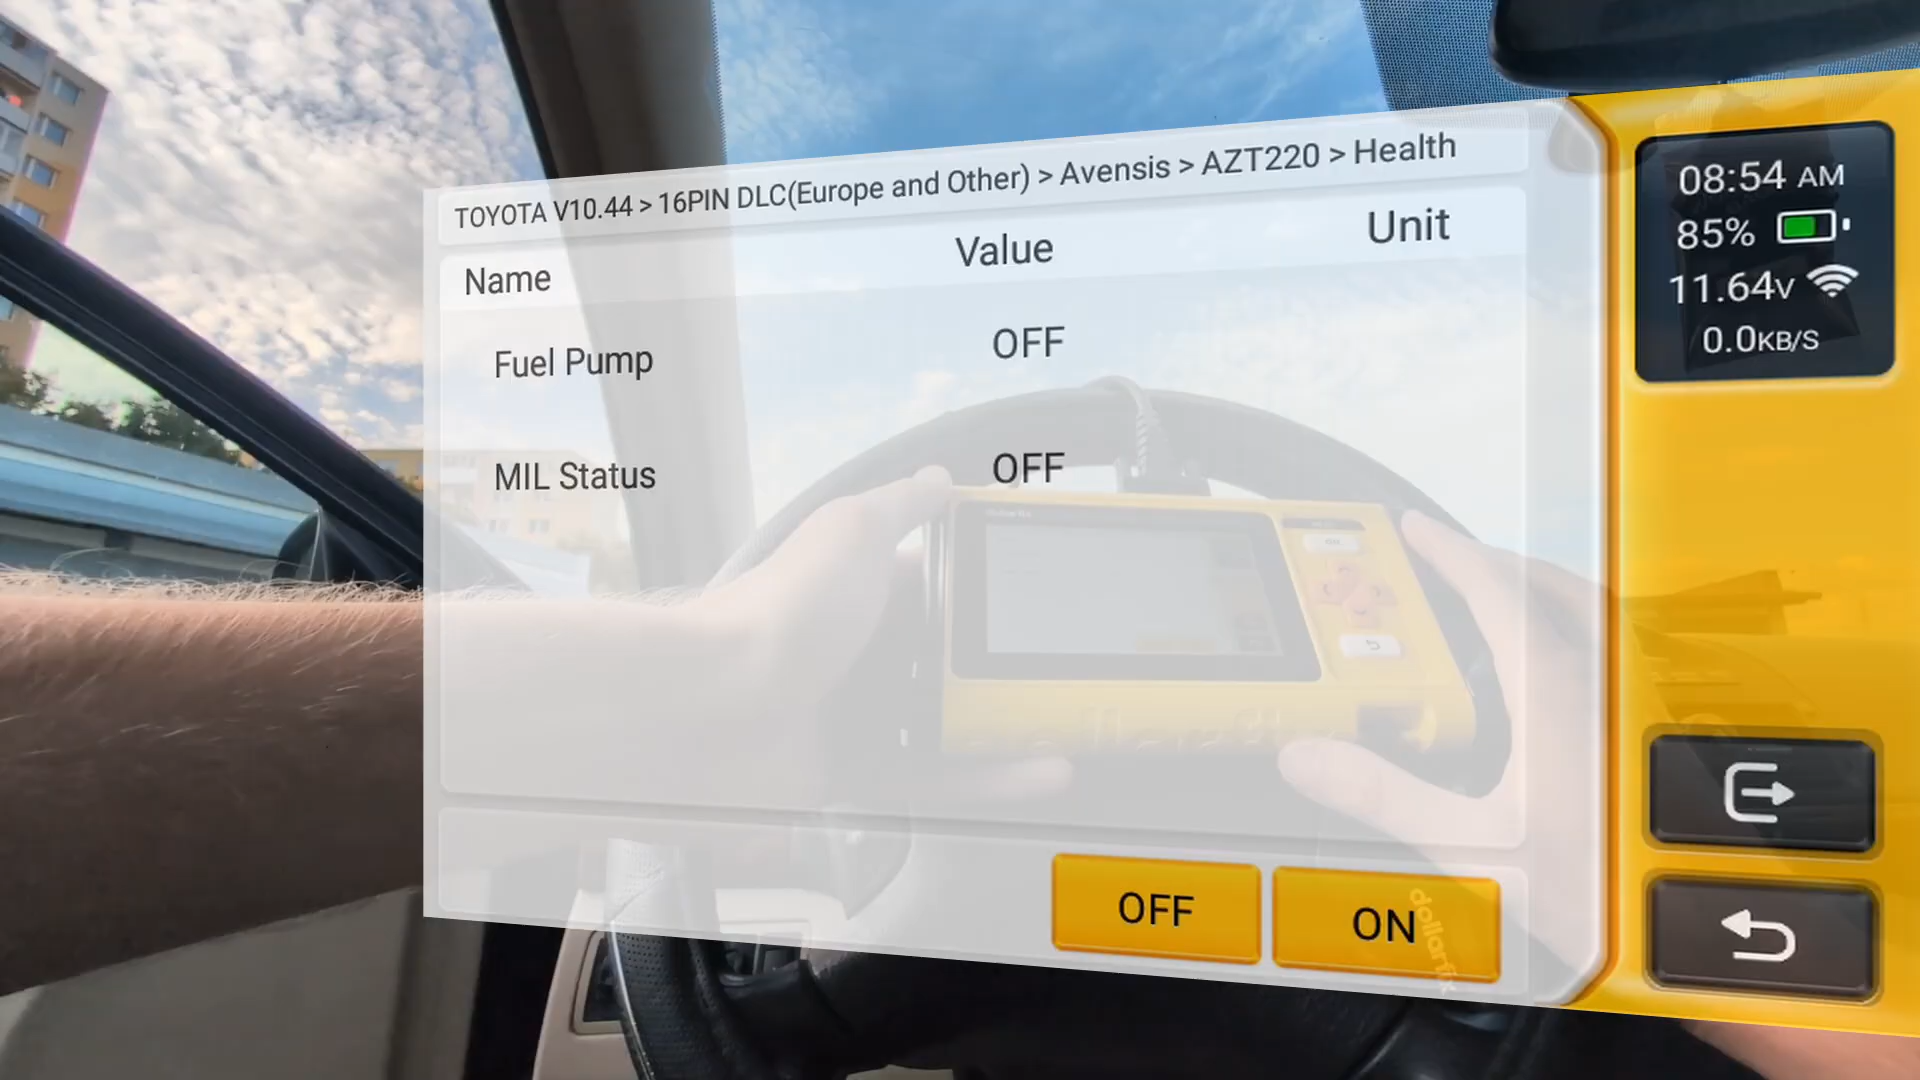 TOYOTA V10.44 > 16PIN DLC(Europe and Other) > Avensis > AZT220 > Health
Name Value Unit
Fuel Pump OFF
MIL Status OFF
OFF ON
dollarfix
08:54 AM
85%
11.64v
0.0KB/S